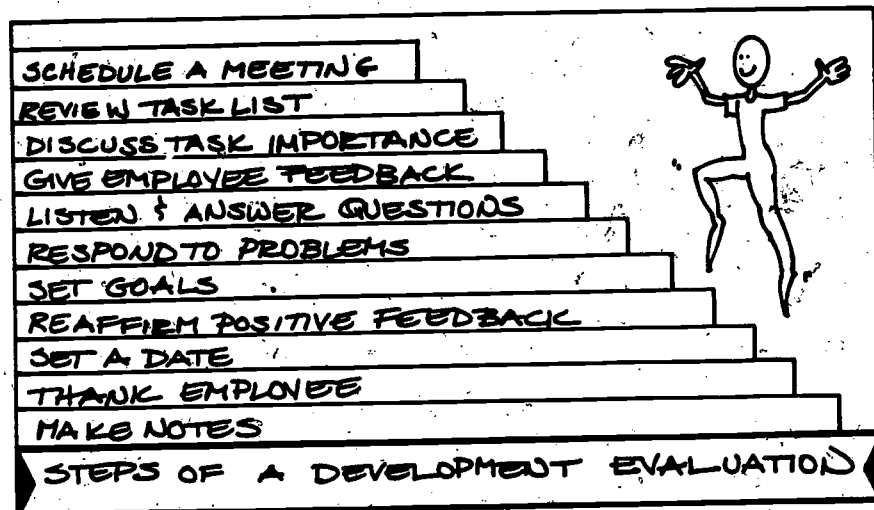 SCHEDULE A MEETING
REVIEW TASK LIST
DISCUSS TASK IMPORTANCE
GIVE EMPLOYEE FEEDBACK
LISTEN & ANSWER QUESTIONS
RESPOND TO PROBLEMS
SET GOALS
REAFFIRM POSITIVE FEEDBACK
SET A DATE
THANK EMPLOYEE
MAKE NOTES
STEPS OF A DEVELOPMENT EVALUATION